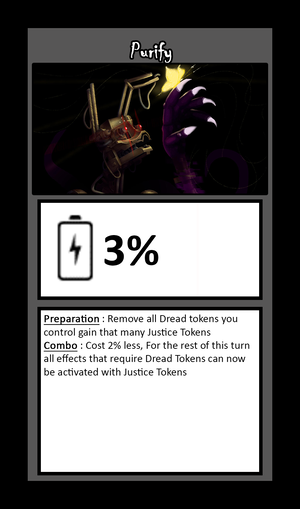 Purify
3%
Preparation : Remove all Dread tokens you
control gain that many Justice Tokens
Combo : Cost 2% less, For the rest of this turn
all effects that require Dread Tokens can now
be activated with Justice Tokens